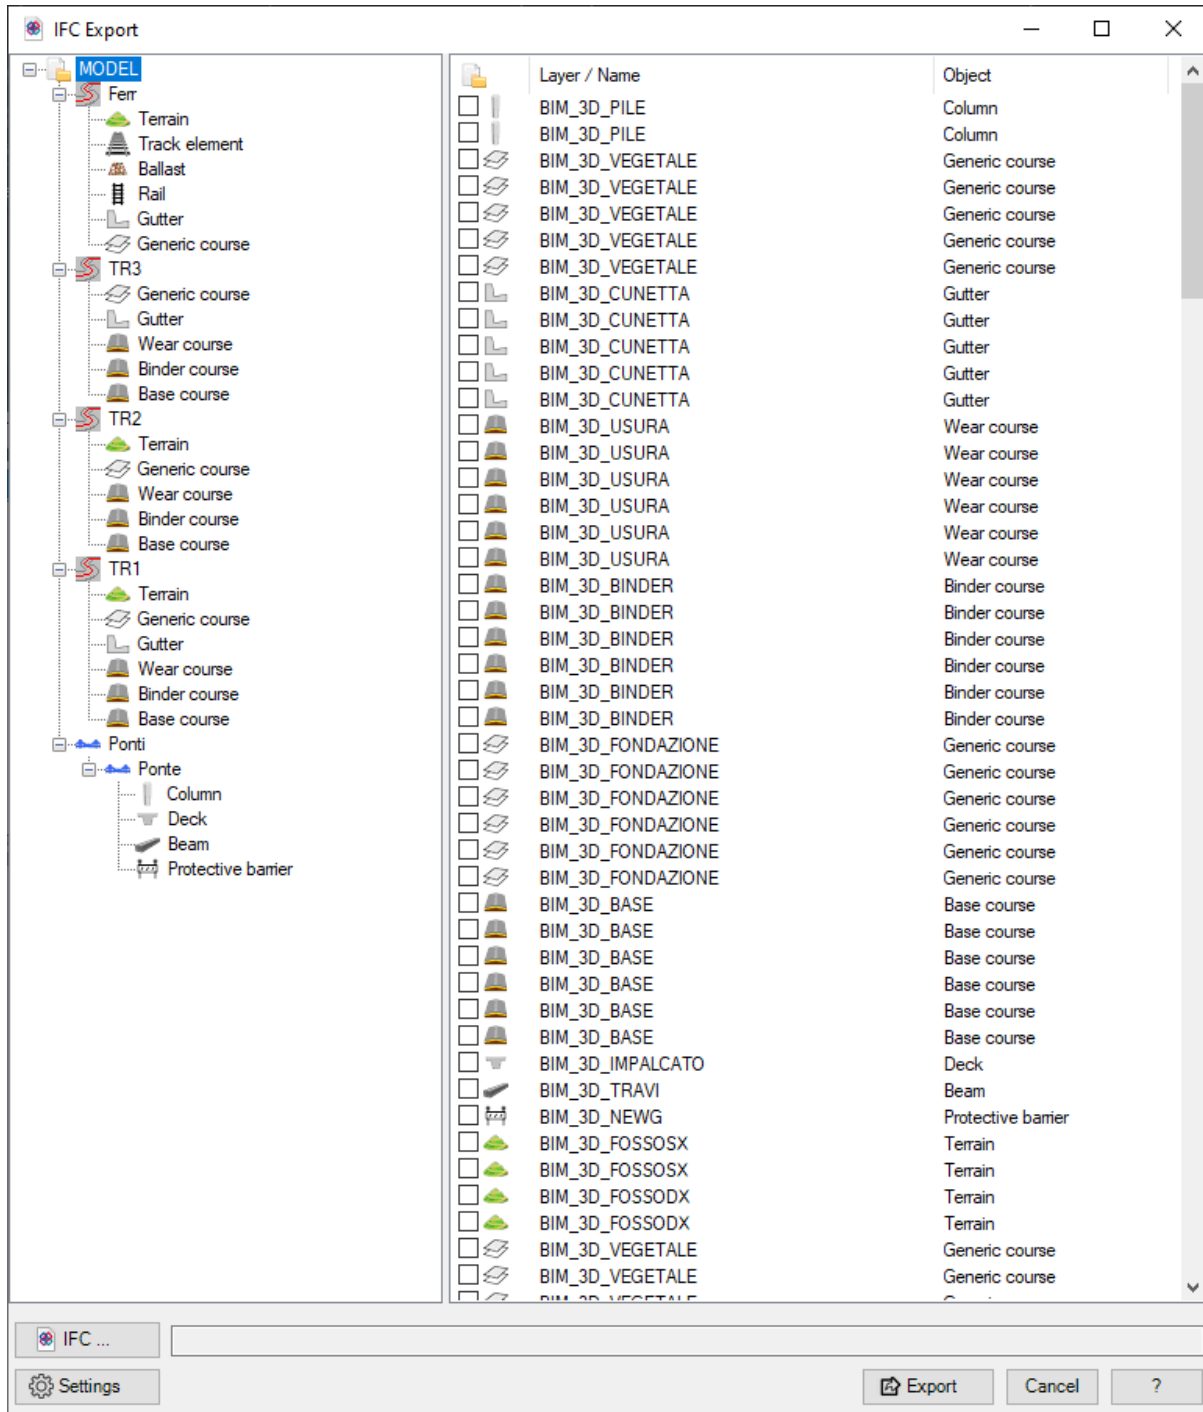 IFC Export
MODEL
Ferr
Terrain
Track element
Ballast
Rail
Gutter
Generic course
TR3
Generic course
Gutter
Wear course
Binder course
Base course
TR2
Terrain
Generic course
Wear course
Binder course
Base course
TR1
Terrain
Generic course
Gutter
Wear course
Binder course
Base course
Ponti
Ponte
Column
Deck
Beam
Protective barrier
Layer / Name Object
BIM_3D_PILE Column
BIM_3D_PILE Column
BIM_3D_VEGETALE Generic course
BIM_3D_VEGETALE Generic course
BIM_3D_VEGETALE Generic course
BIM_3D_VEGETALE Generic course
BIM_3D_VEGETALE Generic course
BIM_3D_CUNETTA Gutter
BIM_3D_CUNETTA Gutter
BIM_3D_CUNETTA Gutter
BIM_3D_CUNETTA Gutter
BIM_3D_CUNETTA Gutter
BIM_3D_USURA Wear course
BIM_3D_USURA Wear course
BIM_3D_USURA Wear course
BIM_3D_USURA Wear course
BIM_3D_USURA Wear course
BIM_3D_USURA Wear course
BIM_3D_BINDER Binder course
BIM_3D_BINDER Binder course
BIM_3D_BINDER Binder course
BIM_3D_BINDER Binder course
BIM_3D_BINDER Binder course
BIM_3D_BINDER Binder course
BIM_3D_FONDAZIONE Generic course
BIM_3D_FONDAZIONE Generic course
BIM_3D_FONDAZIONE Generic course
BIM_3D_FONDAZIONE Generic course
BIM_3D_FONDAZIONE Generic course
BIM_3D_FONDAZIONE Generic course
BIM_3D_BASE Base course
BIM_3D_BASE Base course
BIM_3D_BASE Base course
BIM_3D_BASE Base course
BIM_3D_BASE Base course
BIM_3D_BASE Base course
BIM_3D_IMPALCATO Deck
BIM_3D_TRAVI Beam
BIM_3D_NEWG Protective barrier
BIM_3D_FOSSOSX Terrain
BIM_3D_FOSSOSX Terrain
BIM_3D_FOSSODX Terrain
BIM_3D_FOSSODX Terrain
BIM_3D_VEGETALE Generic course
BIM_3D_VEGETALE Generic course
IFC ...
Settings
Export
Cancel
?